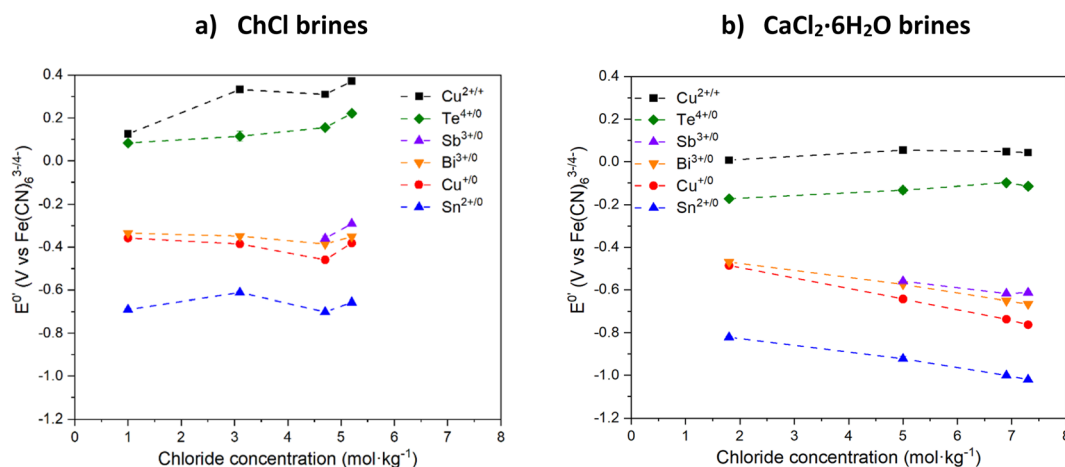 a) ChCl brines
0.4
0.2
0.0
-0.2
-0.4
-0.6
-0.8
-1.0
-1.2
E⁰' (V vs Fe(CN)₆³⁻/⁴⁻)
Cu²⁺/⁺
Te⁴⁺/⁰
Sb³⁺/⁰
Bi³⁺/⁰
Cu⁺/⁰
Sn²⁺/⁰
0 1 2 3 4 5 6 7 8
Chloride concentration (mol·kg⁻¹)
b) CaCl₂·6H₂O brines
0.4
0.2
0.0
-0.2
-0.4
-0.6
-0.8
-1.0
-1.2
E⁰' (V vs Fe(CN)₆³⁻/⁴⁻)
Cu²⁺/⁺
Te⁴⁺/⁰
Sb³⁺/⁰
Bi³⁺/⁰
Cu⁺/⁰
Sn²⁺/⁰
0 1 2 3 4 5 6 7 8
Chloride concentration (mol·kg⁻¹)